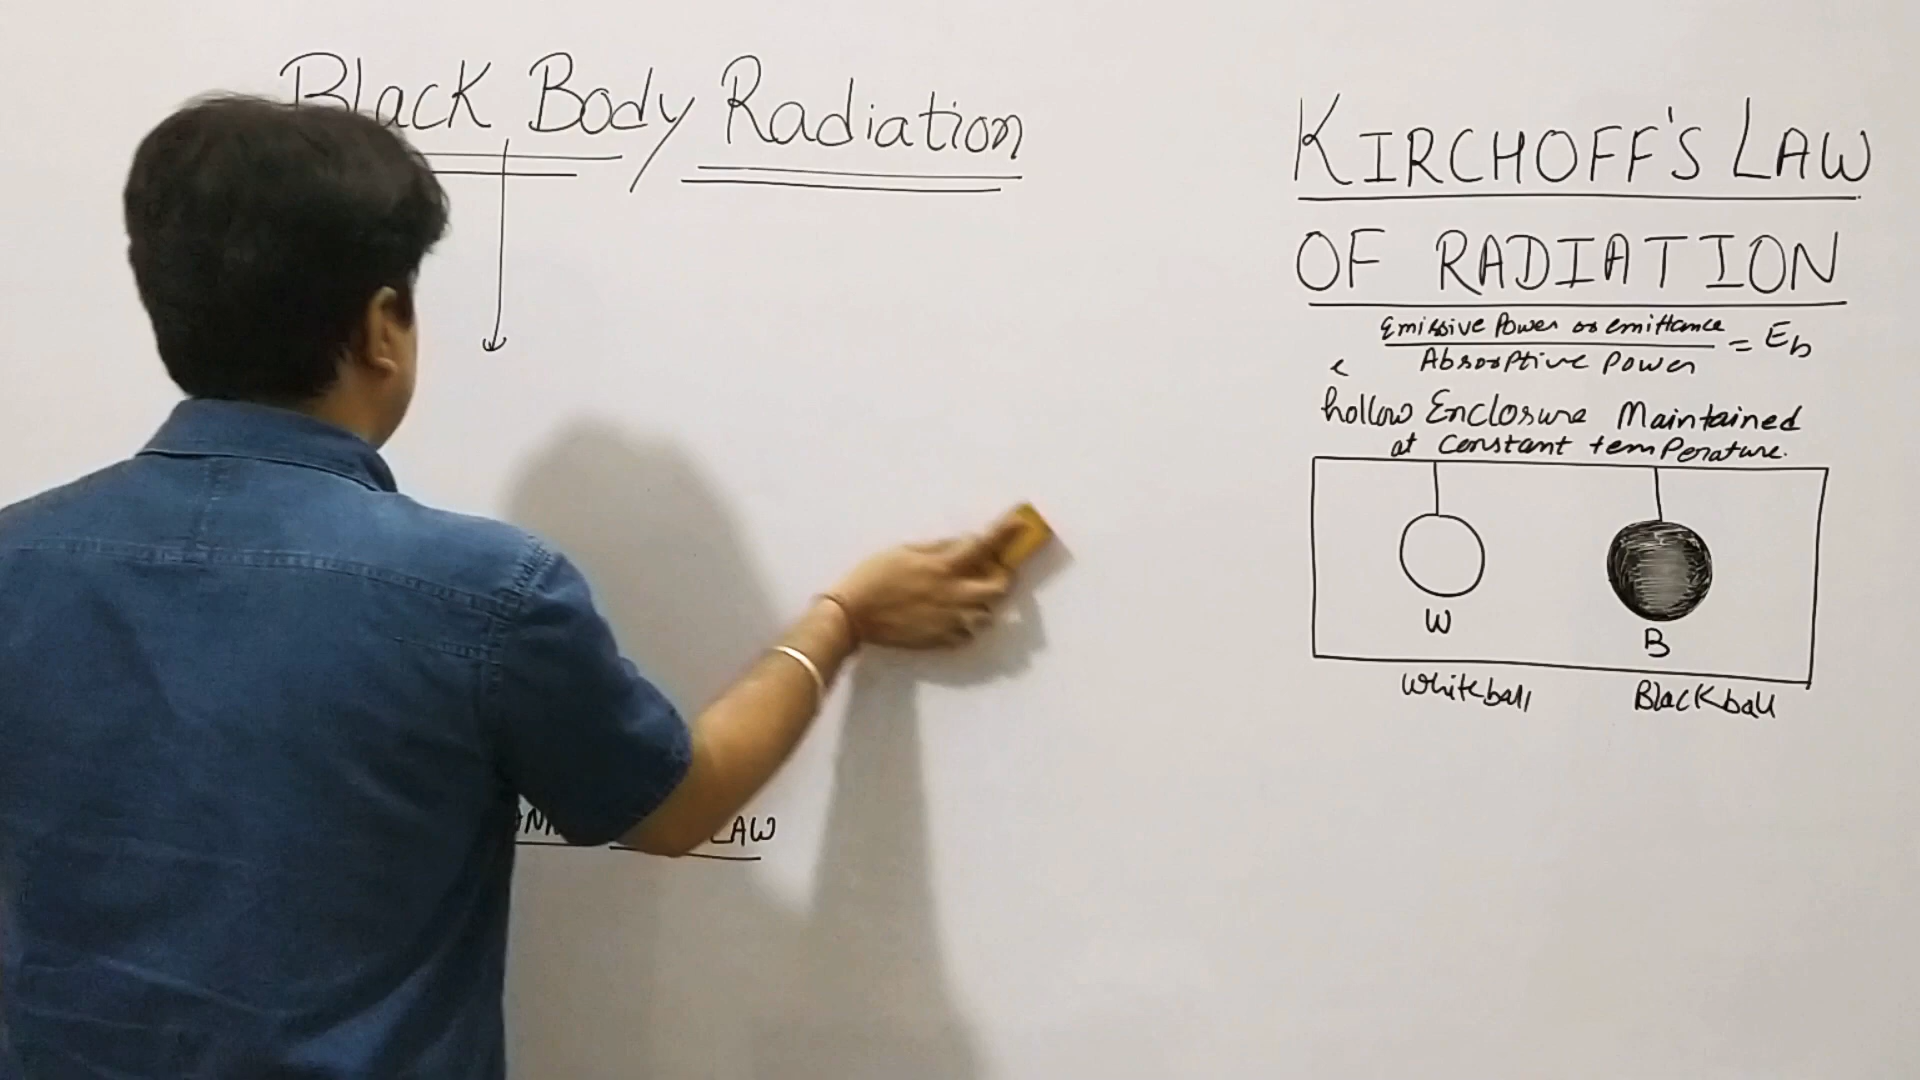 Black Body Radiation
KIRCHOFF'S LAW
OF RADIATION
Emissive Power or emittance
Absorptive Power
= Eb
hollow Enclosure Maintained
at constant temperature.
W
B
Whiteball
Blackball
LAW